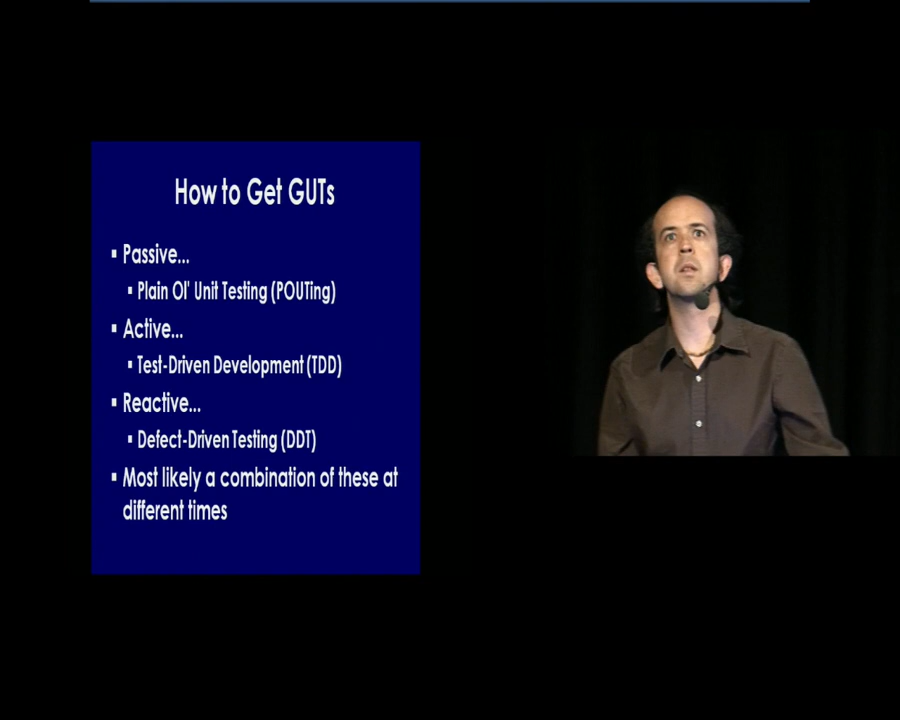 How to Get GUTs
▪ Passive...
▪ Plain Ol' Unit Testing (POUTing)
▪ Active...
▪ Test-Driven Development (TDD)
▪ Reactive...
▪ Defect-Driven Testing (DDT)
▪ Most likely a combination of these at
different times